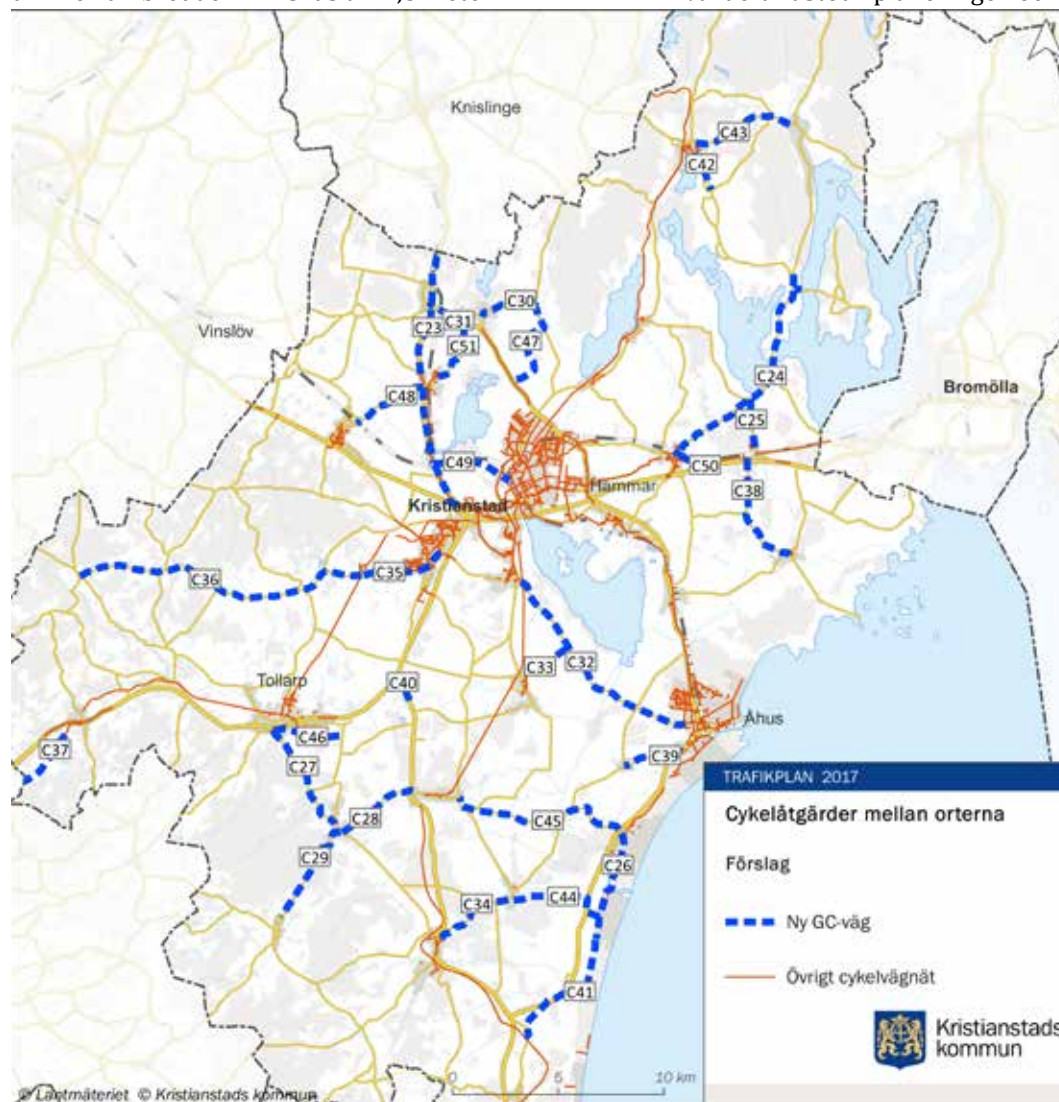 Knislinge
C43
C42
C30
C23
C31
C47
C51
Vinslöv
C24
C48
Bromölla
C25
C49
C50
Hammar
C38
Kristianstad
C35
C36
C33
C32
Tollarp
C40
Åhus
C46
C37
C39
C27
C28
C45
C29
C26
C34
C44
C41
TRAFIKPLAN 2017
Cykelåtgärder mellan orterna
Förslag
Ny GC-väg
Övrigt cykelvägnät
Kristianstads
kommun
0 5 10 km
© Lantmäteriet © Kristianstads kommun